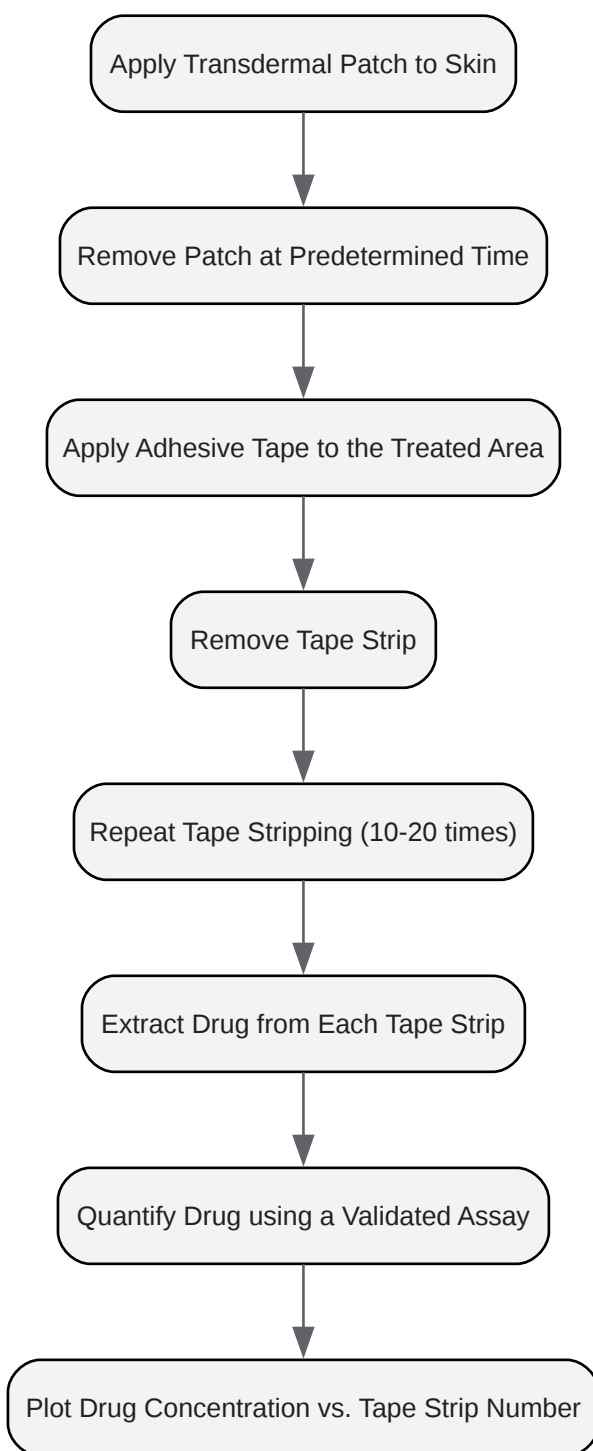 Apply Transdermal Patch to Skin
Remove Patch at Predetermined Time
Apply Adhesive Tape to the Treated Area
Remove Tape Strip
Repeat Tape Stripping (10-20 times)
Extract Drug from Each Tape Strip
Quantify Drug using a Validated Assay
Plot Drug Concentration vs. Tape Strip Number